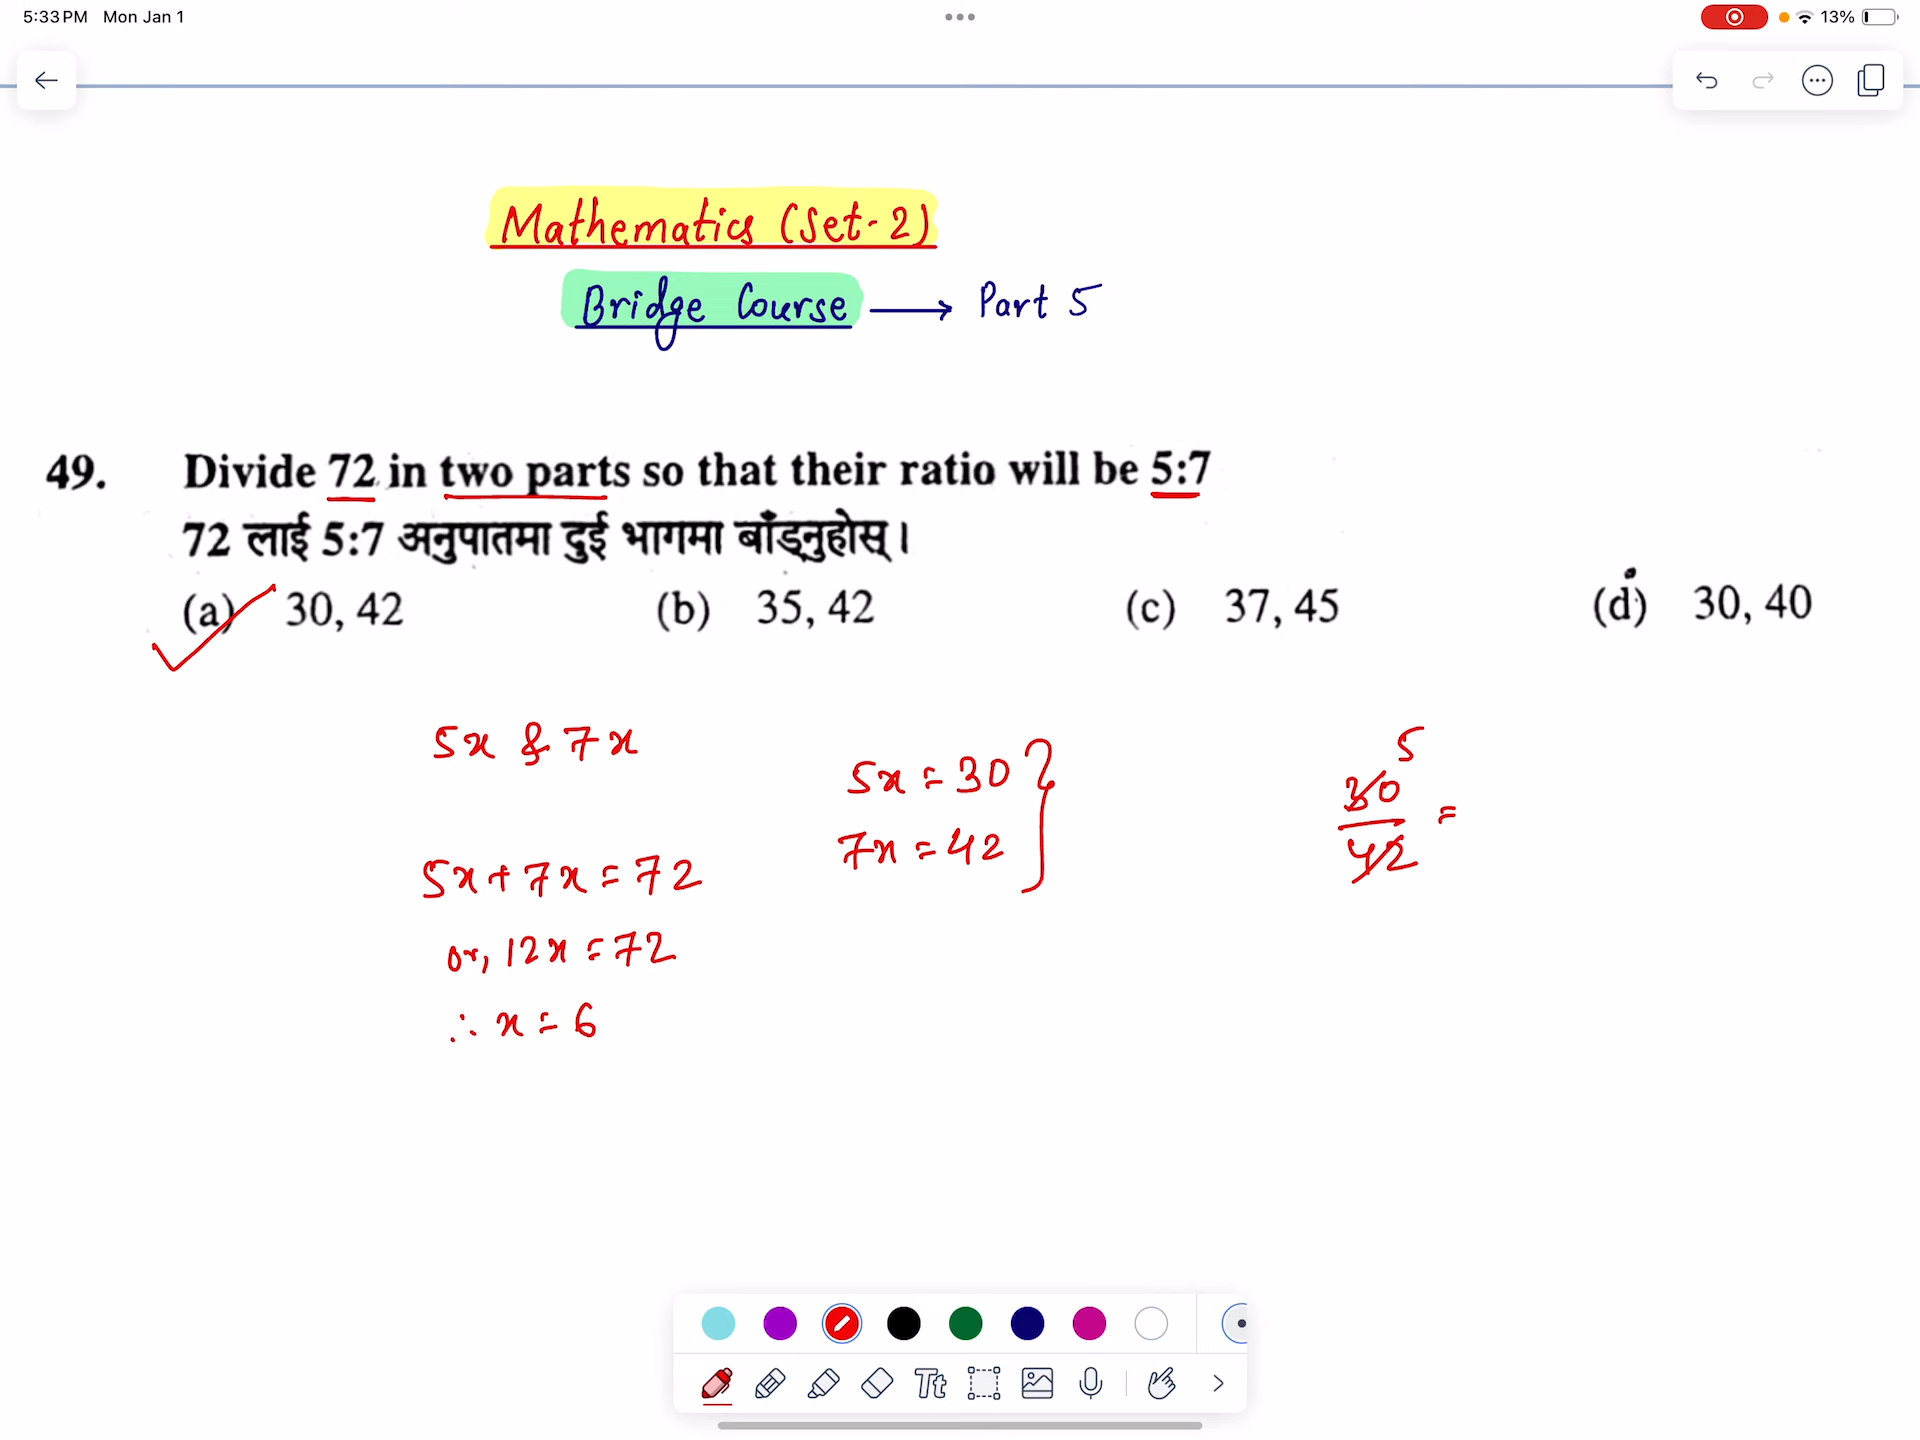 5:33 PM Mon Jan 1
13%
Mathematics (Set-2)
Bridge Course → Part 5
49. Divide 72 in two parts so that their ratio will be 5:7
72 लाई 5:7 अनुपातमा दुई भागमा बाँड्नुहोस्।
(a) 30, 42 (b) 35, 42 (c) 37, 45 (d) 30, 40
5x & 7x
5x = 30
7x = 42
5x + 7x = 72
or, 12x = 72
∴ x = 6
5
30
42 =
Tt